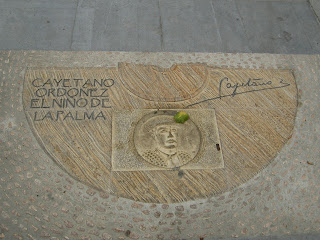 CAYETANO
ORDOÑEZ
EL NIÑO DE
LA PALMA
Cayetano